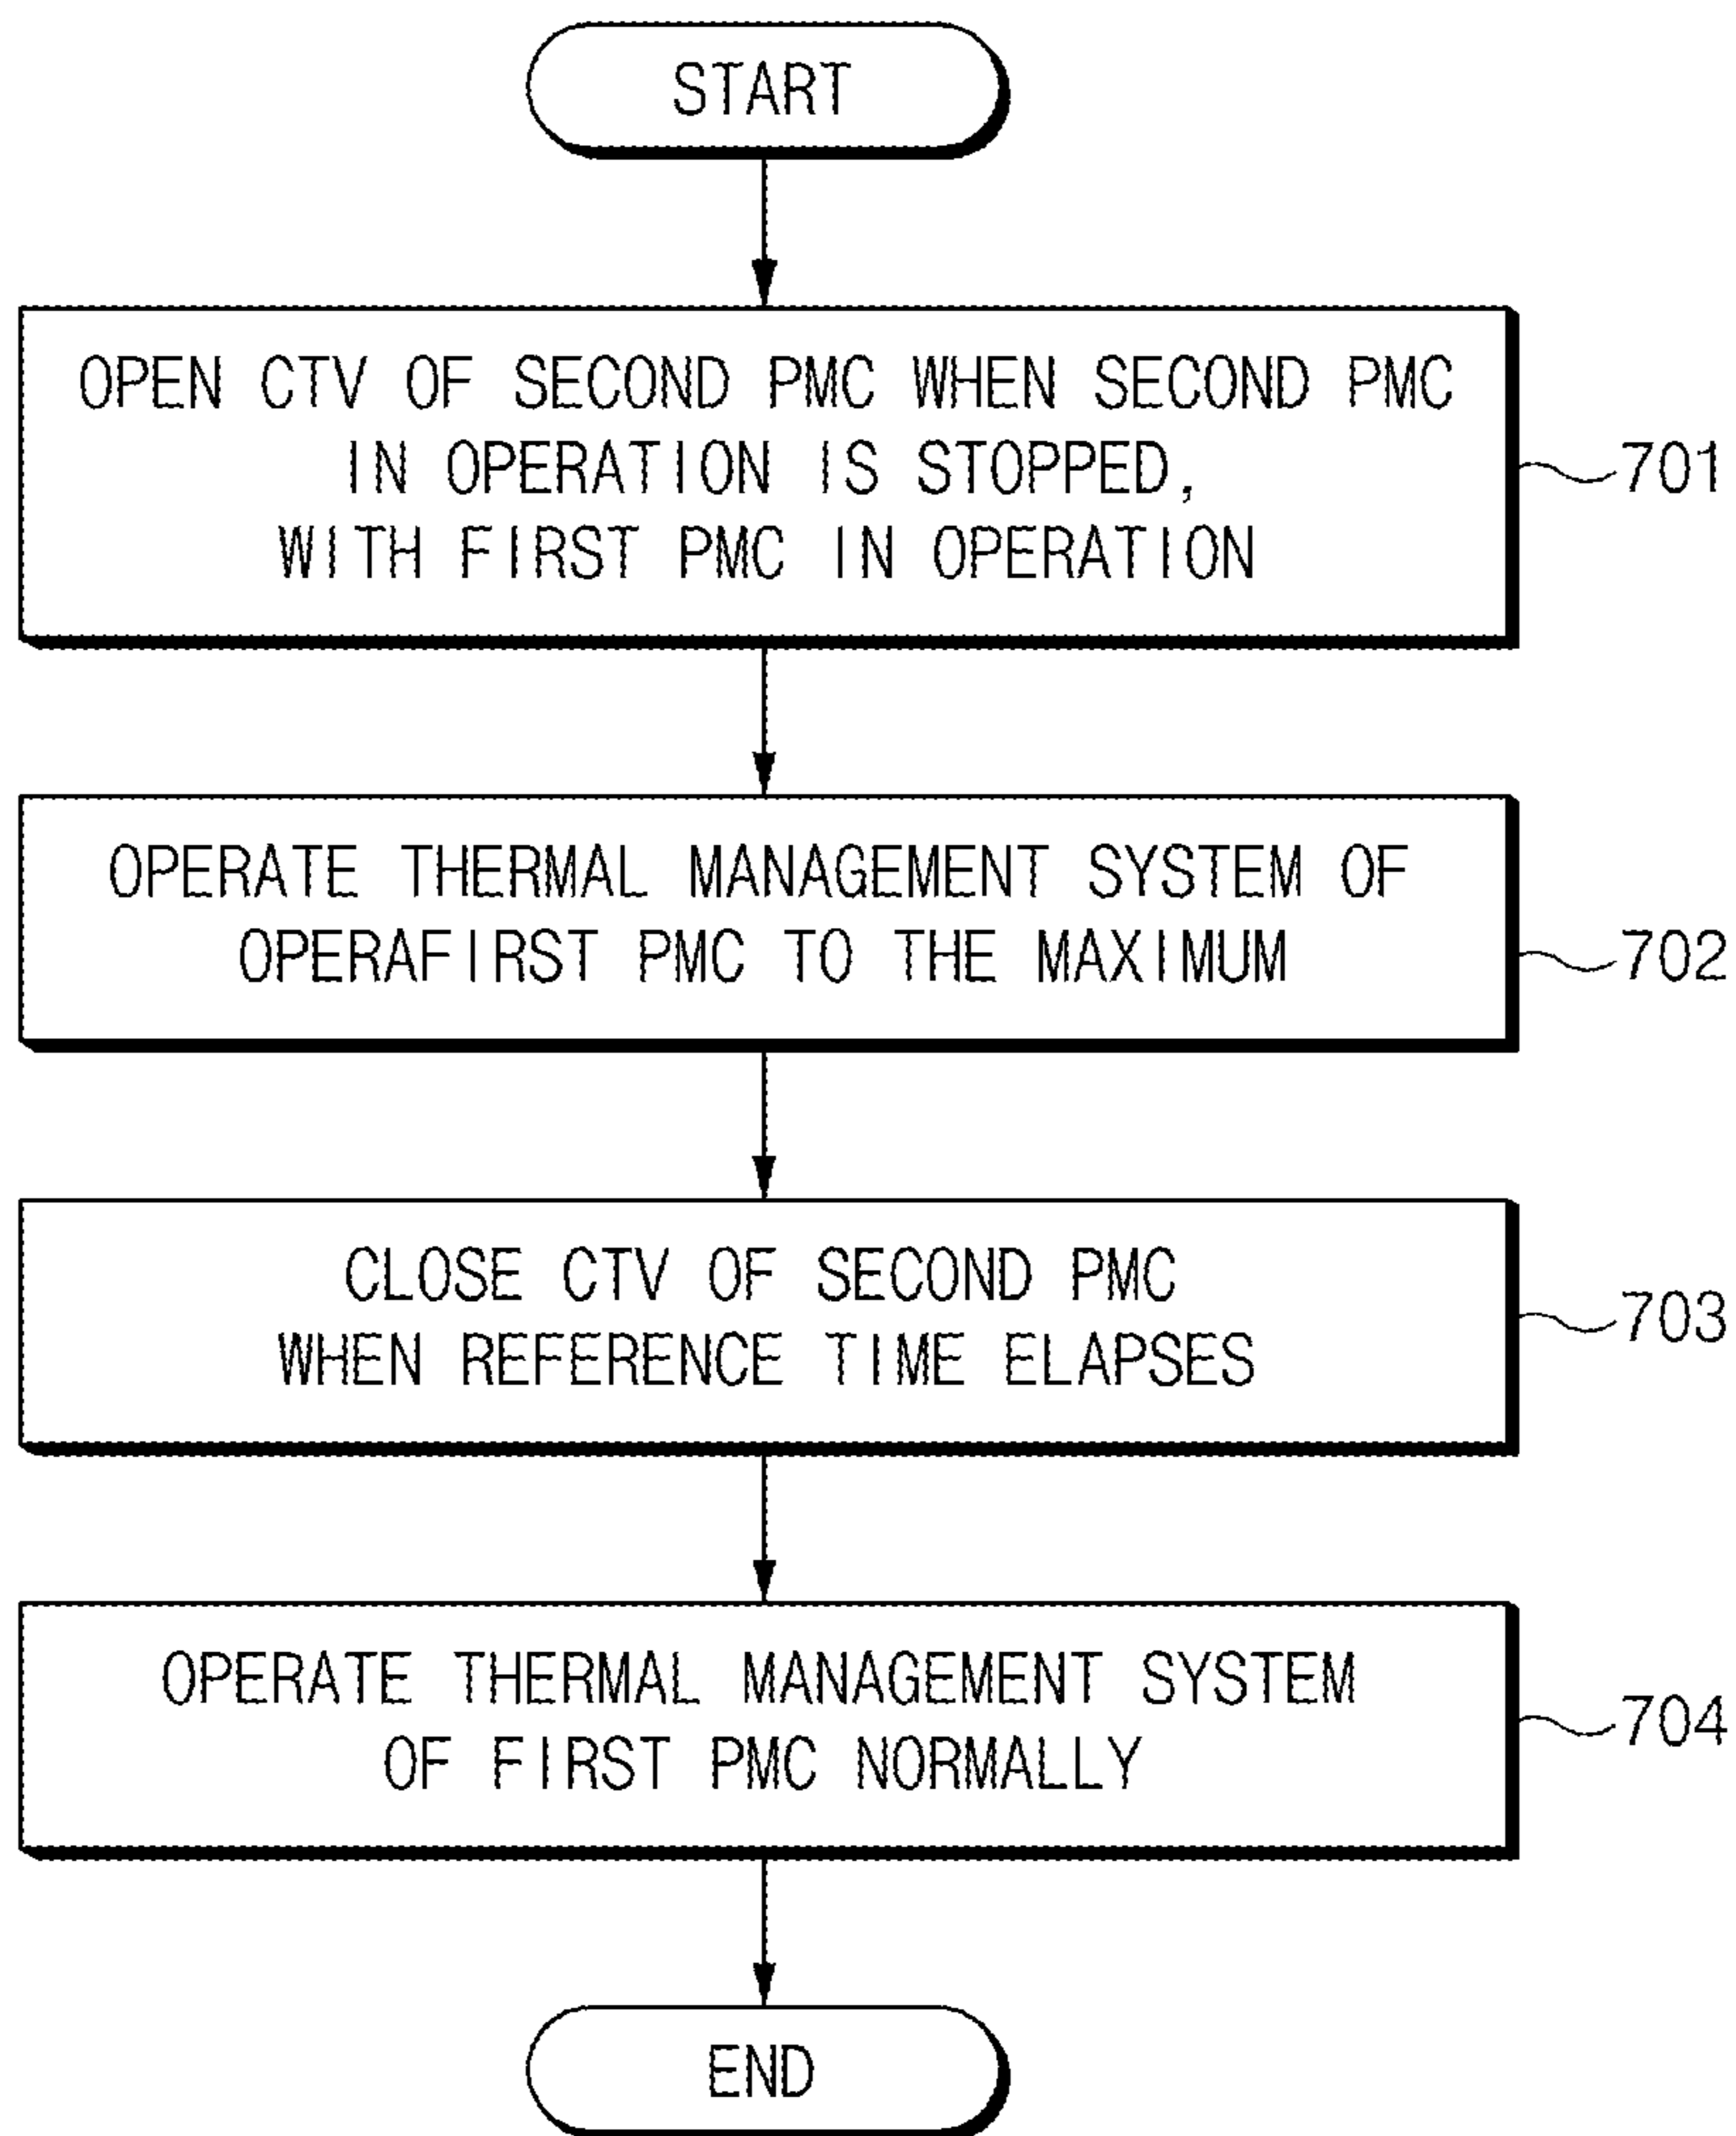 START
OPEN CTV OF SECOND PMC WHEN SECOND PMC
IN OPERATION IS STOPPED,
WITH FIRST PMC IN OPERATION
701
OPERATE THERMAL MANAGEMENT SYSTEM OF
OPERAFIRST PMC TO THE MAXIMUM
702
CLOSE CTV OF SECOND PMC
WHEN REFERENCE TIME ELAPSES
703
OPERATE THERMAL MANAGEMENT SYSTEM
OF FIRST PMC NORMALLY
704
END